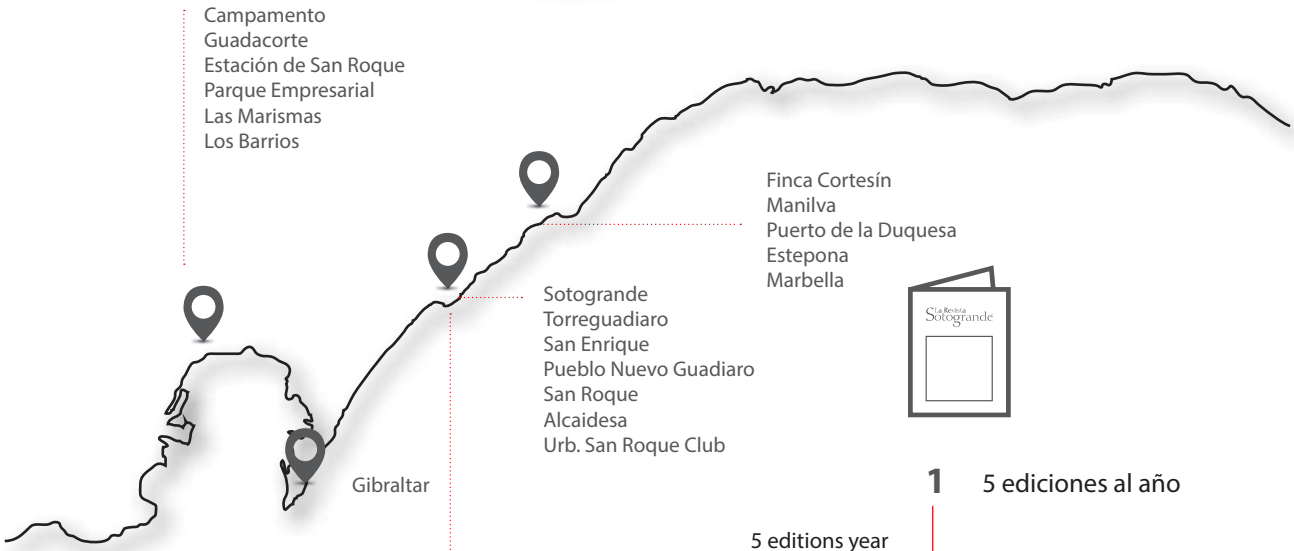 Campamento
Guadacorte
Estación de San Roque
Parque Empresarial
Las Marismas
Los Barrios
Finca Cortesín
Manilva
Puerto de la Duquesa
Estepona
Marbella
Sotogrande
Torreguadiaro
San Enrique
Pueblo Nuevo Guadiaro
San Roque
Alcaidesa
Urb. San Roque Club
Gibraltar
La Revista
Sotogrande
1 5 ediciones al año
5 editions year